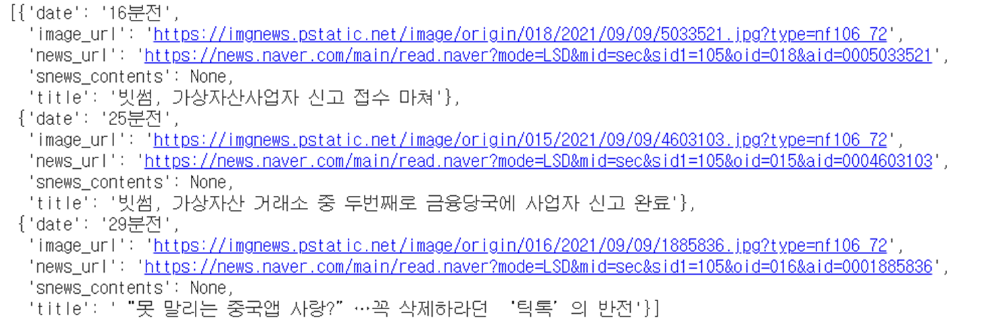 [{'date': '16분전',
'image_url': 'https://imgnews.pstatic.net/image/origin/018/2021/09/09/5033521.jpg?type=nf106_72',
'news_url': 'https://news.naver.com/main/read.naver?mode=LSD&mid=sec&sid1=105&oid=018&aid=0005033521',
'snews_contents': None,
'title': '빗썸, 가상자산사업자 신고 접수 마쳐'},
{'date': '25분전',
'image_url': 'https://imgnews.pstatic.net/image/origin/015/2021/09/09/4603103.jpg?type=nf106_72',
'news_url': 'https://news.naver.com/main/read.naver?mode=LSD&mid=sec&sid1=105&oid=015&aid=0004603103',
'snews_contents': None,
'title': '빗썸, 가상자산 거래소 중 두번째로 금융당국에 사업자 신고 완료'},
{'date': '29분전',
'image_url': 'https://imgnews.pstatic.net/image/origin/016/2021/09/09/1885836.jpg?type=nf106_72',
'news_url': 'https://news.naver.com/main/read.naver?mode=LSD&mid=sec&sid1=105&oid=016&aid=0001885836',
'snews_contents': None,
'title': ' "못 말리는 중국앱 사랑?” …꼭 삭제하라던 ‘틱톡’ 의 반전'}]